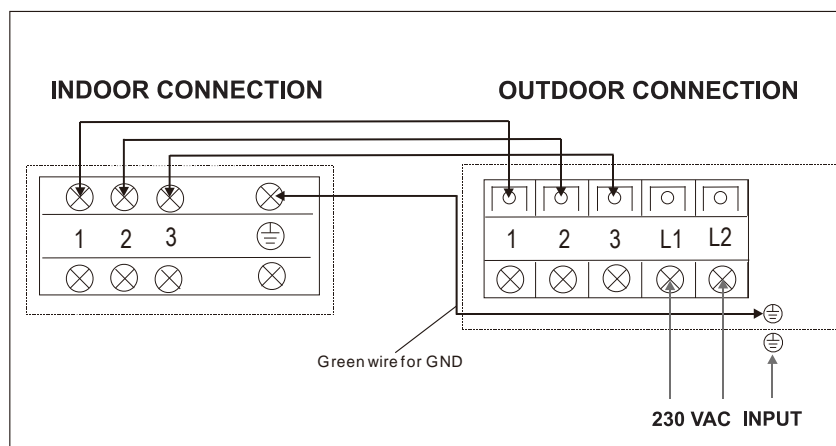 INDOOR CONNECTION
OUTDOOR CONNECTION
1 2 3
1 2 3 L1 L2
Green wire for GND
230 VAC INPUT